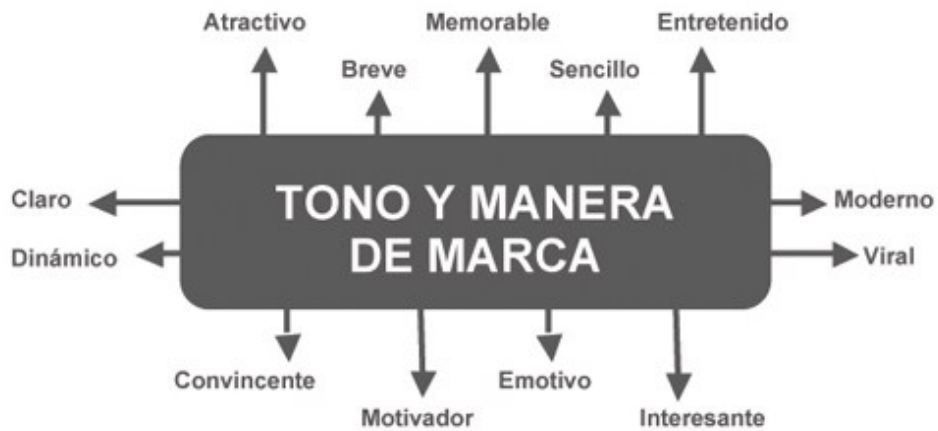 Atractivo
Memorable
Entretenido
Breve
Sencillo
Claro
TONO Y MANERA
DE MARCA
Moderno
Dinámico
Viral
Convincente
Emotivo
Motivador
Interesante